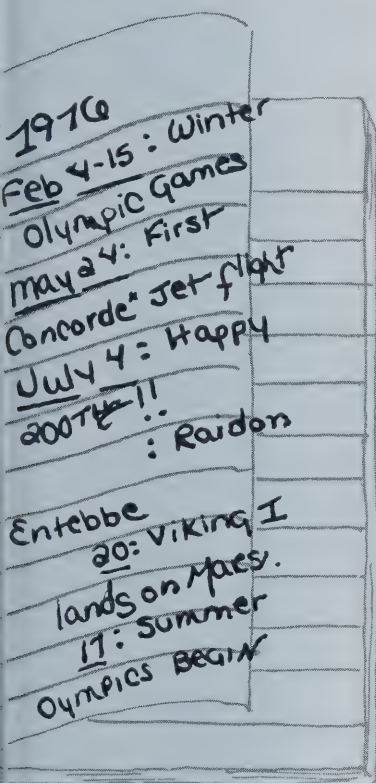 1976
Feb 4-15: Winter
Olympic Games
May 24: First
Concorde" Jet flight
July 4: Happy
200TH!!
: Raid on
Entebbe
20: Viking I
lands on Mars.
17: Summer
Oympics BEGIN